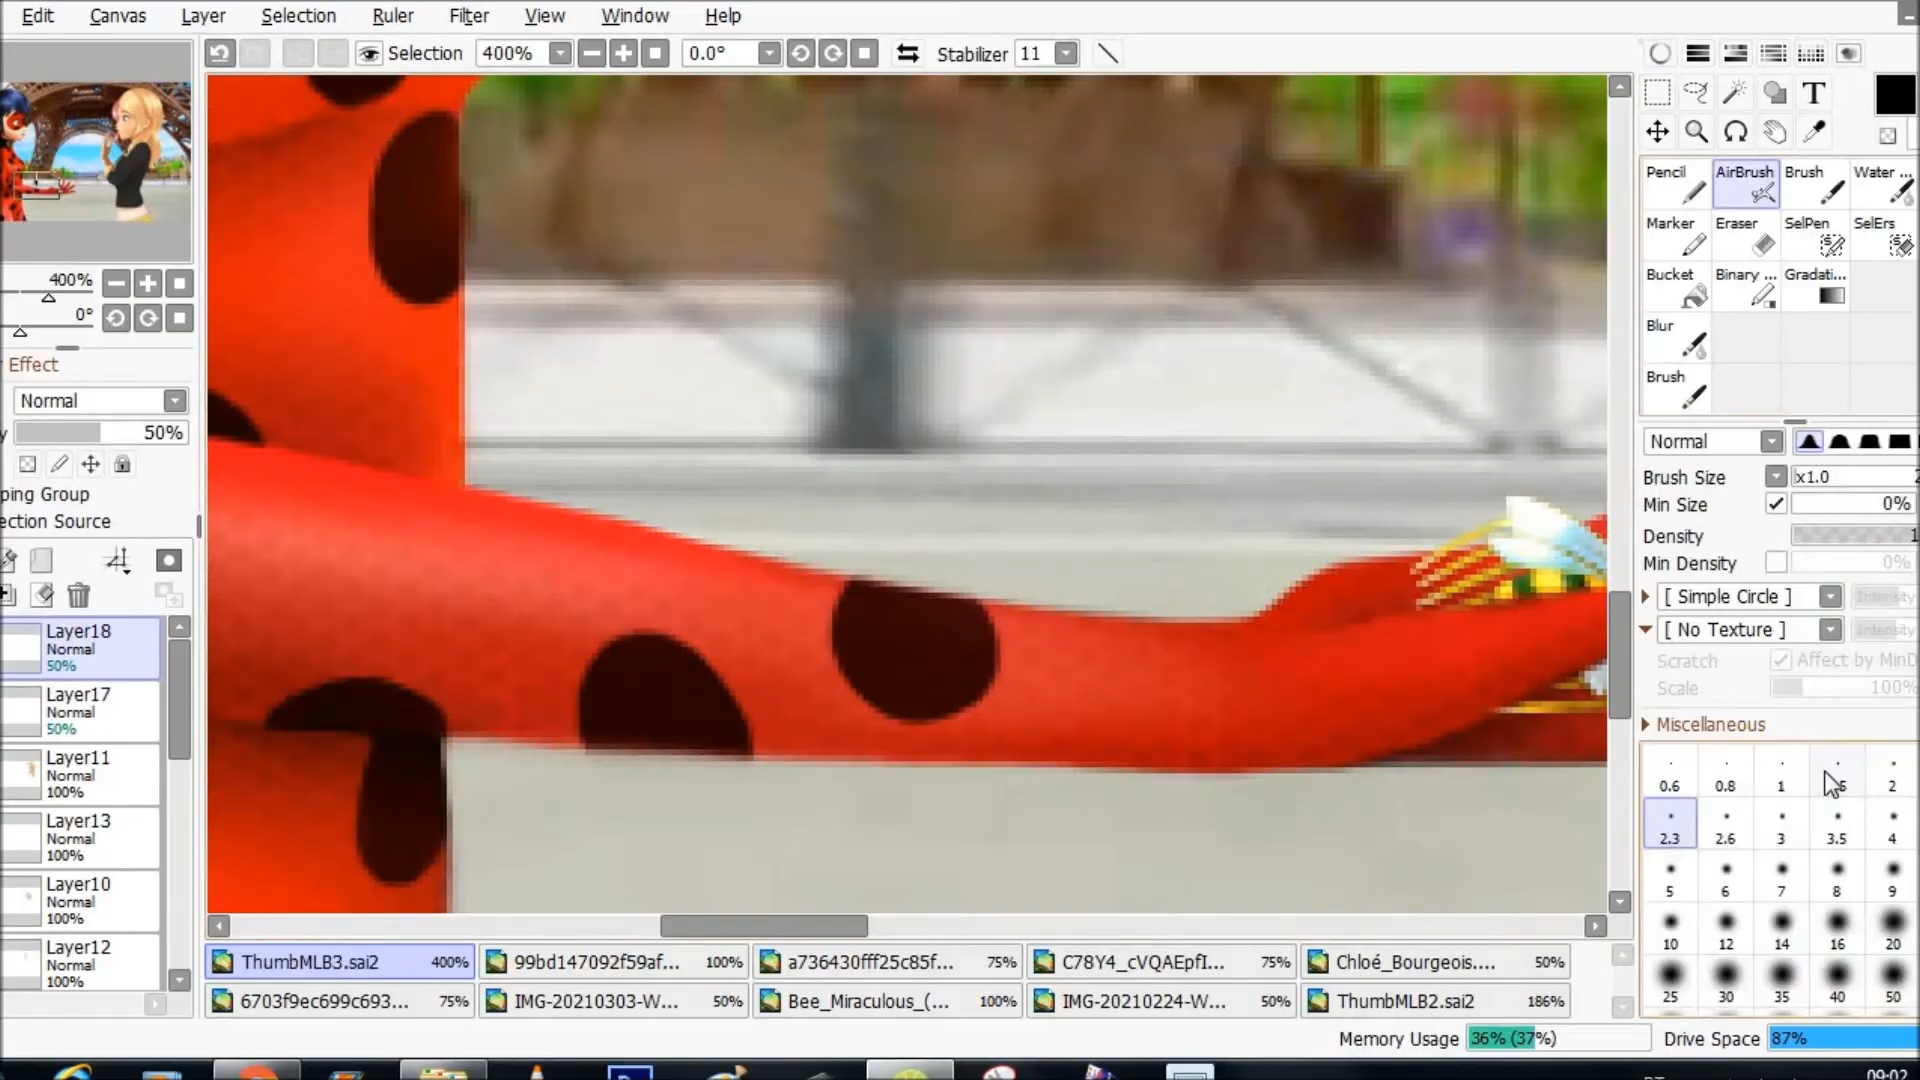 Edit Canvas Layer Selection Ruler Filter View Window Help
Selection 400% 0.0° Stabilizer 11
T
400%
0°
Effect
Normal
50%
ping Group
ection Source
Layer18
Normal
50%
Layer17
Normal
50%
Layer11
Normal
100%
Layer13
Normal
100%
Layer10
Normal
100%
Layer12
Normal
100%
Pencil AirBrush Brush Water ...
Marker Eraser SelPen SelErs
Bucket Binary ... Gradati...
Blur
Brush
Normal
Brush Size x1.0
Min Size 0%
Density 1
Min Density 0%
[ Simple Circle ] Intensity
[ No Texture ] Intensity
Scratch Affect by MinD
Scale 100%
Miscellaneous
0.6 0.8 1 2
2.3 2.6 3 3.5 4
5 6 7 8 9
10 12 14 16 20
25 30 35 40 50
ThumbMLB3.sai2 400% 99bd147092f59af... 100% a736430fff25c85f... 75% C78Y4_cVQAEpfI... 75% Chloé_Bourgeois.... 50%
6703f9ec699c693... 75% IMG-20210303-W... 50% Bee_Miraculous_(... 100% IMG-20210224-W... 50% ThumbMLB2.sai2 186%
Memory Usage 36% (37%) Drive Space 87%
09:02